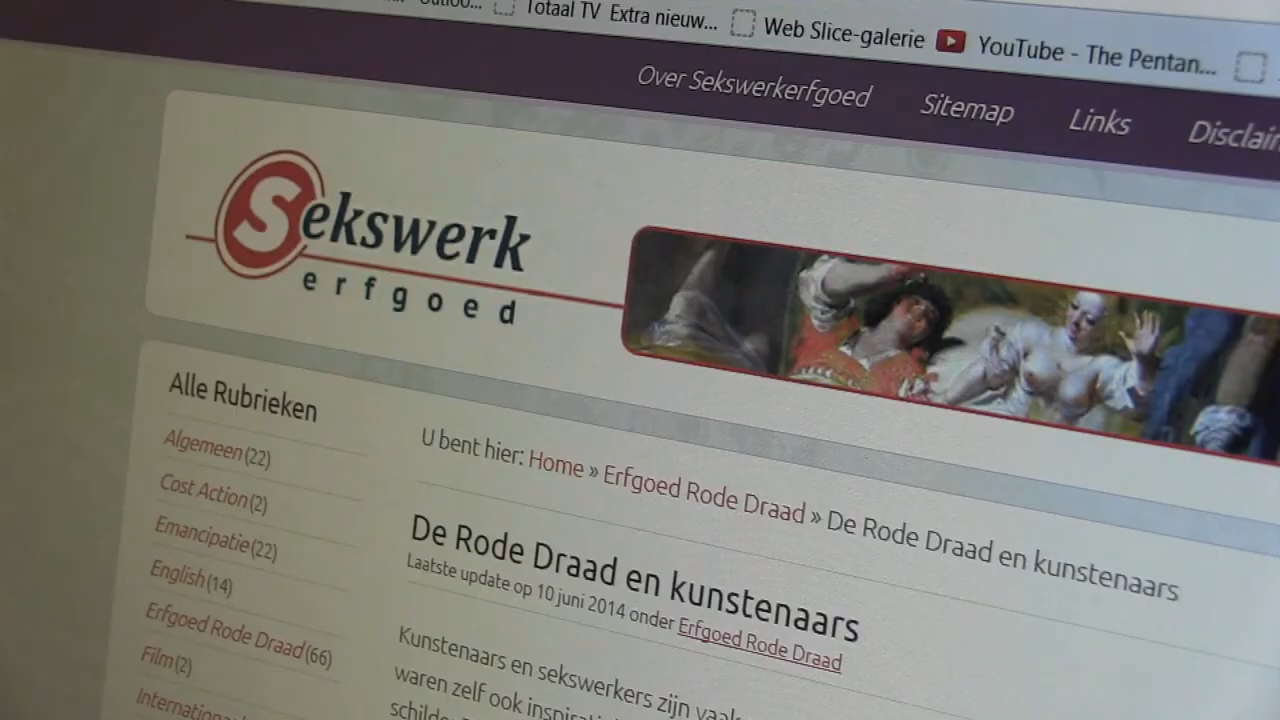 Totaal TV Extra nieuw...
Web Slice-galerie
YouTube - The Pentan...
Over Sekswerkerfgoed
Sitemap
Links
Sekswerk
erfgoed
Alle Rubrieken
Algemeen (22)
Cost Action (2)
Emancipatie (22)
English (14)
Erfgoed Rode Draad (66)
Film (2)
U bent hier: Home » Erfgoed Rode Draad » De Rode Draad en kunstenaars
De Rode Draad en kunstenaars
Laatste update op 10 juni 2014 onder Erfgoed Rode Draad
Kunstenaars en sekswerkers zijn
waren zelf ook